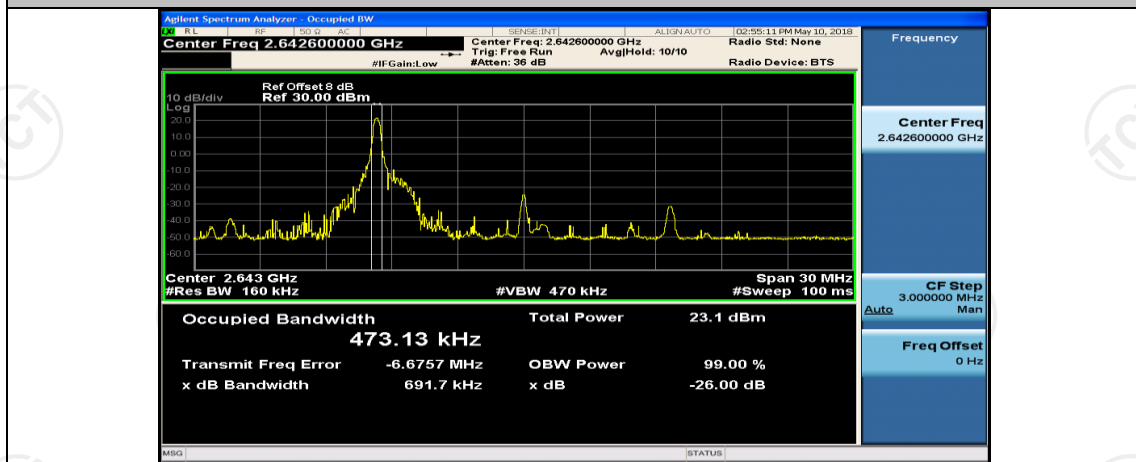 Agilent Spectrum Analyzer - Occupied BW
LXI RL RF 50 Ω AC SENSE:INT ALIGN AUTO 02:55:11 PM May 10, 2018
Center Freq 2.642600000 GHz Center Freq: 2.642600000 GHz Radio Std: None
Trig: Free Run Avg|Hold: 10/10
#IFGain:Low #Atten: 36 dB Radio Device: BTS
Ref Offset 8 dB
10 dB/div Ref 30.00 dBm
Log
20.0
10.0
0.00
-10.0
-20.0
-30.0
-40.0
-50.0
-60.0
Center 2.643 GHz Span 30 MHz
#Res BW 160 kHz #VBW 470 kHz #Sweep 100 ms
Occupied Bandwidth Total Power 23.1 dBm
473.13 kHz
Transmit Freq Error -6.6757 MHz OBW Power 99.00 %
x dB Bandwidth 691.7 kHz x dB -26.00 dB
MSG STATUS
Frequency
Center Freq
2.642600000 GHz
CF Step
3.000000 MHz
Auto Man
Freq Offset
0 Hz
TCT
TCT